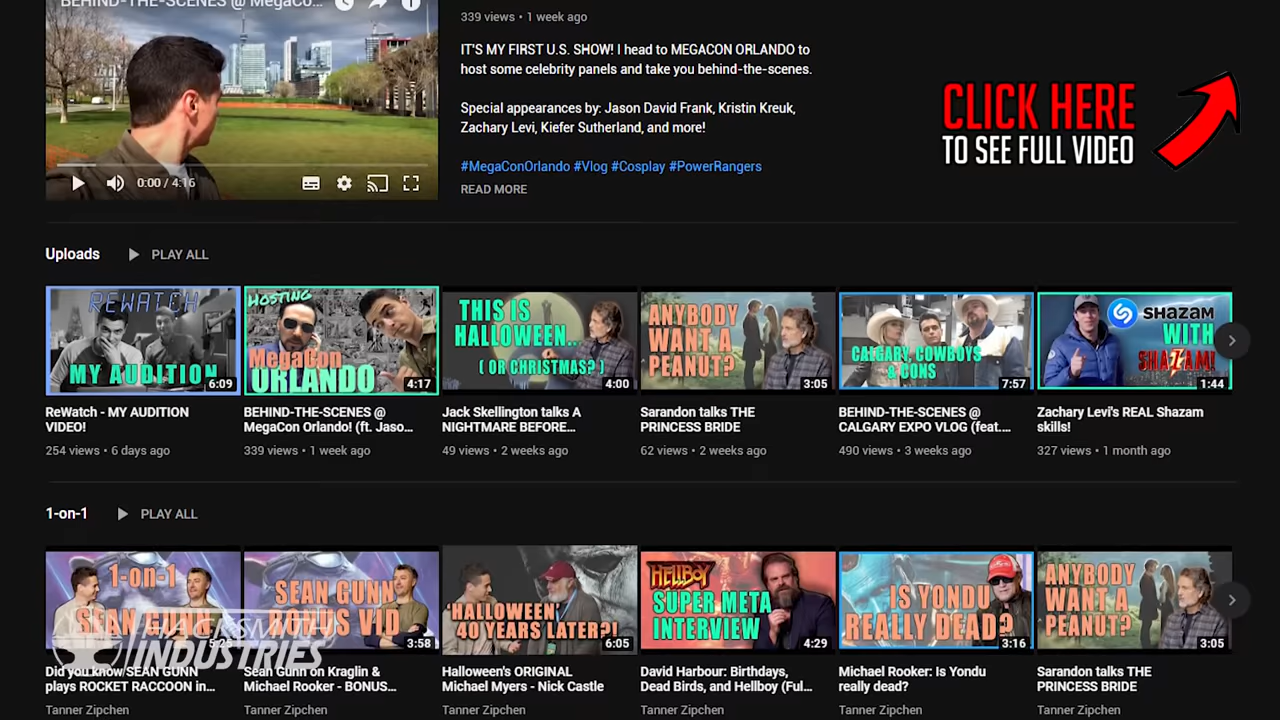 BEHIND-THE-SCENES @ MegaCo...
339 views • 1 week ago
IT'S MY FIRST U.S. SHOW! I head to MEGACON ORLANDO to
host some celebrity panels and take you behind-the-scenes.
Special appearances by: Jason David Frank, Kristin Kreuk,
Zachary Levi, Kiefer Sutherland, and more!
#MegaConOrlando #Vlog #Cosplay #PowerRangers
READ MORE
0:00 / 4:16
CLICK HERE
TO SEE FULL VIDEO
Uploads
PLAY ALL
REWATCH
MY AUDITION
6:09
HOSTING
MegaCon
ORLANDO
4:17
THIS IS
HALLOWEEN...
( OR CHRISTMAS? )
4:00
ANYBODY
WANT A
PEANUT?
3:05
CALGARY, COWBOYS
& CONS
7:57
SHAZAM
WITH
SHAZAM!
1:44
ReWatch - MY AUDITION
VIDEO!
254 views • 6 days ago
BEHIND-THE-SCENES @
MegaCon Orlando! (ft. Jaso...
339 views • 1 week ago
Jack Skellington talks A
NIGHTMARE BEFORE...
49 views • 2 weeks ago
Sarandon talks THE
PRINCESS BRIDE
62 views • 2 weeks ago
BEHIND-THE-SCENES @
CALGARY EXPO VLOG (feat....
490 views • 3 weeks ago
Zachary Levi's REAL Shazam
skills!
327 views • 1 month ago
1-on-1
PLAY ALL
1-on-1
SEAN GUNN
5:25
SEAN GUNN
BONUS VID
3:58
'HALLOWEEN'
40 YEARS LATER?!
6:05
HELLBOY
SUPER META
INTERVIEW
4:29
IS YONDU
REALLY DEAD?
3:16
ANYBODY
WANT A
PEANUT?
3:05
HACKSMITH
INDUSTRIES
Did you know SEAN GUNN
plays ROCKET RACCOON in...
Tanner Zipchen
Sean Gunn on Kraglin &
Michael Rooker - BONUS...
Tanner Zipchen
Halloween's ORIGINAL
Michael Myers - Nick Castle
Tanner Zipchen
David Harbour: Birthdays,
Dead Birds, and Hellboy (Ful...
Tanner Zipchen
Michael Rooker: Is Yondu
really dead?
Tanner Zipchen
Sarandon talks THE
PRINCESS BRIDE
Tanner Zipchen